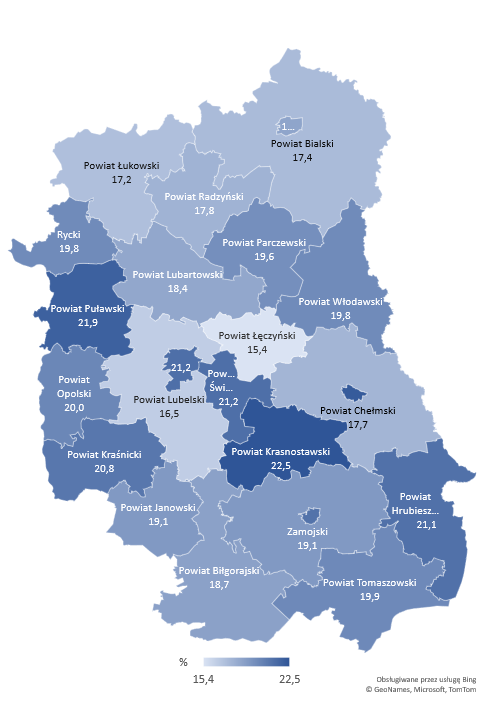 1...
Powiat Bialski
17,4
Powiat Łukowski
17,2
Powiat Radzyński
17,8
Rycki
19,8
Powiat Parczewski
19,6
Powiat Lubartowski
18,4
Powiat Włodawski
19,8
Powiat Puławski
21,9
Powiat Łęczyński
15,4
21,2
Pow...
Świ...
21,2
Powiat
Opolski
20,0
Powiat Lubelski
16,5
Powiat Chełmski
17,7
Powiat Kraśnicki
20,8
Powiat Krasnostawski
22,5
Powiat
Hrubiesz...
21,1
Powiat Janowski
19,1
Zamojski
19,1
Powiat Biłgorajski
18,7
Powiat Tomaszowski
19,9
%
15,4
22,5
Obsługiwane przez usługę Bing
© GeoNames, Microsoft, TomTom